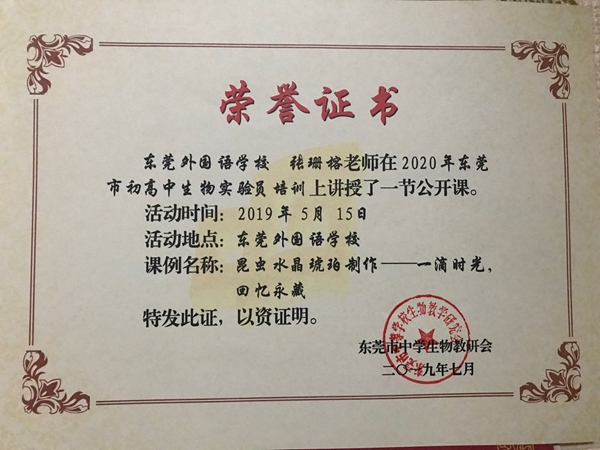 荣誉证书
东莞外国语学校 张珊榕老师在2020年东莞
市初高中生物实验员培训上讲授了一节公开课。
活动时间：2019年5月15日
活动地点：东莞外国语学校
课例名称：昆虫水晶琥珀制作——一滴时光，
回忆永藏
特发此证，以资证明。
东莞市中学生物教研会
二〇一九年七月